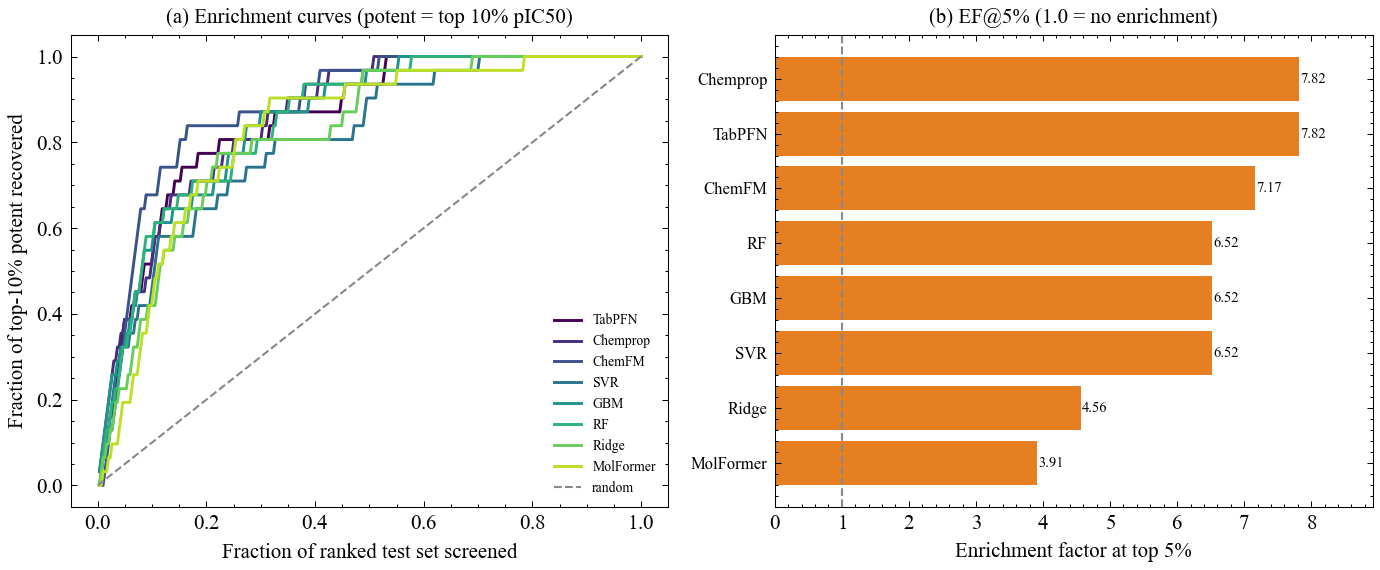 (a) Enrichment curves (potent = top 10% pIC50)
Fraction of top-10% potent recovered
1.0
0.8
0.6
0.4
0.2
0.0
TabPFN
Chemprop
ChemFM
SVR
GBM
RF
Ridge
MolFormer
random
0.0 0.2 0.4 0.6 0.8 1.0
Fraction of ranked test set screened
(b) EF@5% (1.0 = no enrichment)
Chemprop 7.82
TabPFN 7.82
ChemFM 7.17
RF 6.52
GBM 6.52
SVR 6.52
Ridge 4.56
MolFormer 3.91
0 1 2 3 4 5 6 7 8
Enrichment factor at top 5%